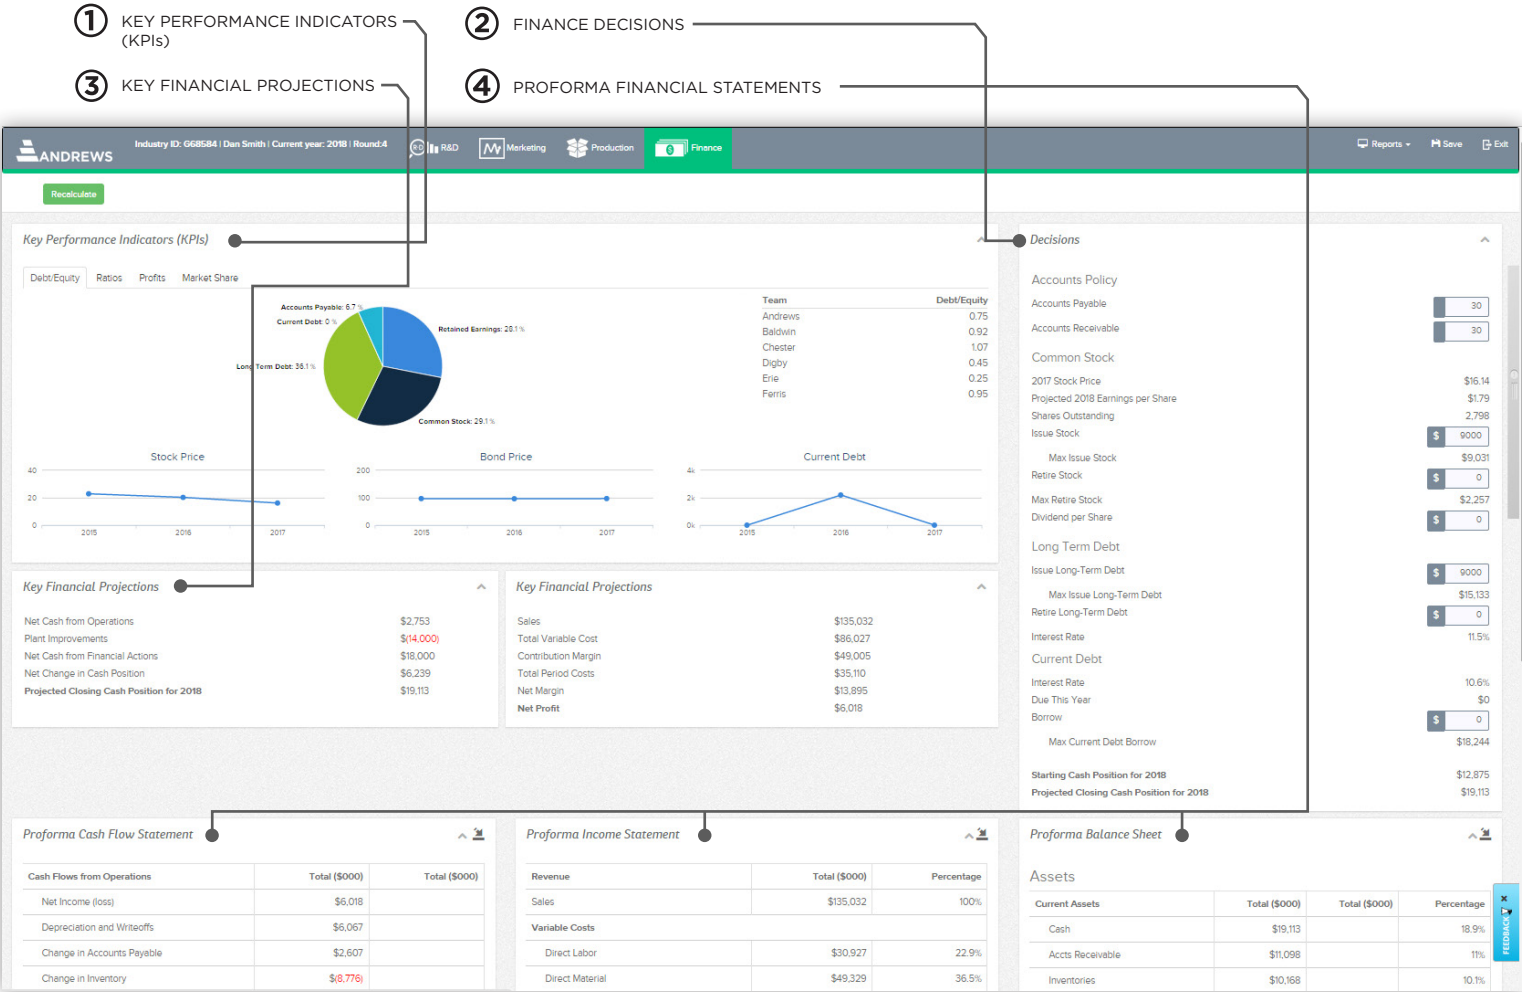 1 KEY PERFORMANCE INDICATORS
(KPIs)
2 FINANCE DECISIONS
3 KEY FINANCIAL PROJECTIONS
4 PROFORMA FINANCIAL STATEMENTS
ANDREWS
Industry ID: G68584 | Dan Smith | Current year: 2018 | Round:4
R&D Marketing Production Finance
Reports Save Exit
Recalculate
Key Performance Indicators (KPIs)
Debt/Equity Ratios Profits Market Share
Accounts Payable: 6.7 %
Current Debt: 0 %
Retained Earnings: 28.1 %
Long Term Debt: 36.1 %
Common Stock: 29.1 %
Team Debt/Equity
Andrews 0.75
Baldwin 0.92
Chester 1.07
Digby 0.45
Erie 0.25
Ferris 0.95
Stock Price
40
20
0
2015 2016 2017
Bond Price
200
100
0
2015 2016 2017
Current Debt
4k
2k
0k
2015 2016 2017
Key Financial Projections
Net Cash from Operations $2,753
Plant Improvements $(14,000)
Net Cash from Financial Actions $18,000
Net Change in Cash Position $6,239
Projected Closing Cash Position for 2018 $19,113
Key Financial Projections
Sales $135,032
Total Variable Cost $86,027
Contribution Margin $49,005
Total Period Costs $35,110
Net Margin $13,895
Net Profit $6,018
Decisions
Accounts Policy
Accounts Payable 30
Accounts Receivable 30
Common Stock
2017 Stock Price $16.14
Projected 2018 Earnings per Share $1.79
Shares Outstanding 2,798
Issue Stock $ 9000
Max Issue Stock $9,031
Retire Stock $ 0
Max Retire Stock $2,257
Dividend per Share $ 0
Long Term Debt
Issue Long-Term Debt $ 9000
Max Issue Long-Term Debt $15,133
Retire Long-Term Debt $ 0
Interest Rate 11.5%
Current Debt
Interest Rate 10.6%
Due This Year $0
Borrow $ 0
Max Current Debt Borrow $18,244
Starting Cash Position for 2018 $12,875
Projected Closing Cash Position for 2018 $19,113
Proforma Cash Flow Statement
Cash Flows from Operations Total ($000) Total ($000)
Net Income (loss) $6,018
Depreciation and Writeoffs $6,067
Change in Accounts Payable $2,607
Change in Inventory $(8,776)
Proforma Income Statement
Revenue Total ($000) Percentage
Sales $135,032 100%
Variable Costs
Direct Labor $30,927 22.9%
Direct Material $49,329 36.5%
Proforma Balance Sheet
Assets
Current Assets Total ($000) Total ($000) Percentage
Cash $19,113 18.9%
Accts Receivable $11,098 11%
Inventories $10,168 10.1%
FEEDBACK